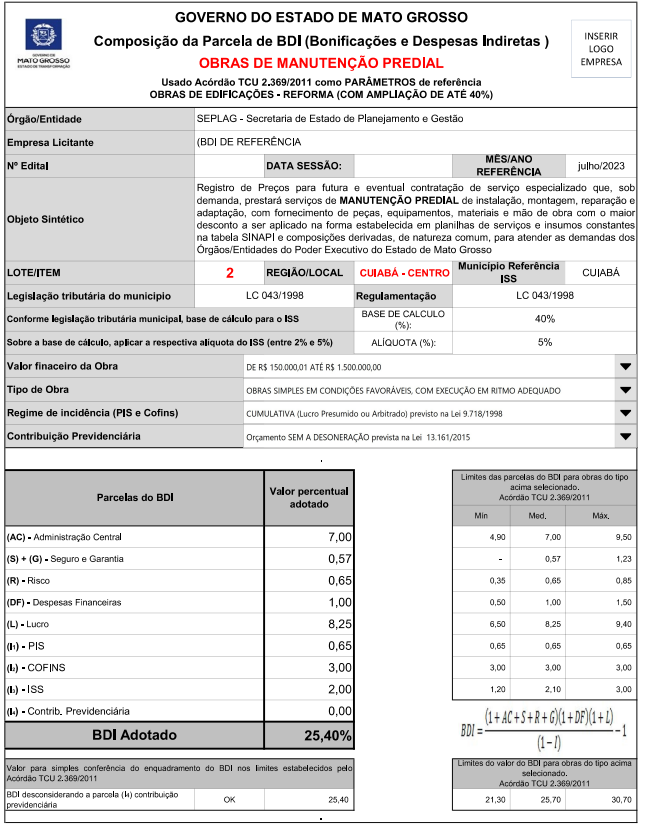 GOVERNO DO ESTADO DE MATO GROSSO
Composição da Parcela de BDI (Bonificações e Despesas Indiretas )
OBRAS DE MANUTENÇÃO PREDIAL
Usado Acórdão TCU 2.369/2011 como PARÂMETROS de referência
OBRAS DE EDIFICAÇÕES - REFORMA (COM AMPLIAÇÃO DE ATÉ 40%)
GOVERNO DE
MATO GROSSO
ESTADO DE TRANSFORMAÇÃO
INSERIR
LOGO
EMPRESA
Órgão/Entidade SEPLAG - Secretaria de Estado de Planejamento e Gestão
Empresa Licitante (BDI DE REFERÊNCIA
Nº Edital DATA SESSÃO: MÊS/ANO REFERÊNCIA julho/2023
Objeto Sintético
Registro de Preços para futura e eventual contratação de serviço especializado que, sob
demanda, prestará serviços de MANUTENÇÃO PREDIAL de instalação, montagem, reparação e
adaptação, com fornecimento de peças, equipamentos, materiais e mão de obra com o maior
desconto a ser aplicado na forma estabelecida em planilhas de serviços e insumos constantes
na tabela SINAPI e composições derivadas, de natureza comum, para atender as demandas dos
Órgãos/Entidades do Poder Executivo do Estado de Mato Grosso
LOTE/ITEM 2 REGIÃO/LOCAL CUIABÁ - CENTRO Município Referência ISS CUIABÁ
Legislação tributária do municipio LC 043/1998 Regulamentação LC 043/1998
Conforme legislação tributária municipal, base de cálculo para o ISS BASE DE CALCULO (%): 40%
Sobre a base de cálculo, aplicar a respectiva alíquota do ISS (entre 2% e 5%) ALÍQUOTA (%): 5%
Valor finaceiro da Obra DE R$ 150.000,01 ATÉ R$ 1.500.000,00
Tipo de Obra OBRAS SIMPLES EM CONDIÇÕES FAVORÁVEIS, COM EXECUÇÃO EM RITMO ADEQUADO
Regime de incidência (PIS e Cofins) CUMULATIVA (Lucro Presumido ou Arbitrado) previsto na Lei 9.718/1998
Contribuição Previdenciária Orçamento SEM A DESONERAÇÃO prevista na Lei 13.161/2015
Parcelas do BDI Valor percentual adotado
Limites das parcelas do BDI para obras do tipo
acima selecionado.
Acórdão TCU 2.369/2011
Mín Med. Máx.
(AC) - Administração Central 7,00 4,90 7,00 9,50
(S) + (G) - Seguro e Garantia 0,57 - 0,57 1,23
(R) - Risco 0,65 0,35 0,65 0,85
(DF) - Despesas Financeiras 1,00 0,50 1,00 1,50
(L) - Lucro 8,25 6,50 8,25 9,40
(I₁) - PIS 0,65 0,65 0,65 0,65
(I₂) - COFINS 3,00 3,00 3,00 3,00
(I₃) - ISS 2,00 1,20 2,10 3,00
(I₄) - Contrib. Previdenciária 0,00
BDI Adotado 25,40%
BDI = (1+AC+S+R+G)(1+DF)(1+L) / (1-I) - 1
Valor para simples conferência do enquadramento do BDI nos limites estabelecidos pelo
Acórdão TCU 2.369/2011
Limites do valor do BDI para obras do tipo acima
selecionado.
Acórdão TCU 2.369/2011
BDI desconsiderando a parcela (I₄) contribuição
previdenciária OK 25,40 21,30 25,70 30,70